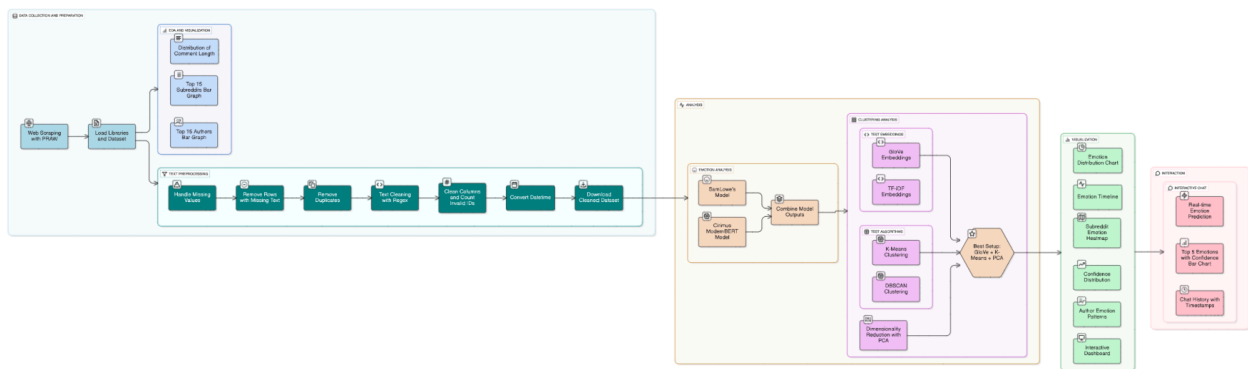 DATA COLLECTION AND PREPARATION
EDA AND VISUALIZATION
Distribution of
Comment Length
Top 15
Subreddits Bar
Graph
Top 15 Authors
Bar Graph
Web Scraping
with PRAW
Load Libraries
and Dataset
TEXT PREPROCESSING
Handle Missing
Values
Remove Rows
with Missing Text
Remove
Duplicates
Text Cleaning
with Regex
Clean Columns
and Count
Invalid IDs
Convert Datetime
Download
Cleaned Dataset
ANALYSIS
EMOTION ANALYSIS
SamLowe's
Model
Cirimus
ModernBERT
Model
Combine Model
Outputs
CLUSTERING ANALYSIS
TEXT EMBEDDINGS
GloVe
Embeddings
TF-IDF
Embeddings
TEST ALGORITHMS
K-Means
Clustering
DBSCAN
Clustering
Dimensionality
Reduction with
PCA
Best Setup:
GloVe + K-
Means + PCA
VISUALIZATION
Emotion
Distribution Chart
Emotion Timeline
Subreddit
Emotion
Heatmap
Confidence
Distribution
Author Emotion
Patterns
Interactive
Dashboard
INTERACTION
INTERACTIVE CHAT
Real-time
Emotion
Prediction
Top 5 Emotions
with Confidence
Bar Chart
Chat History with
Timestamps